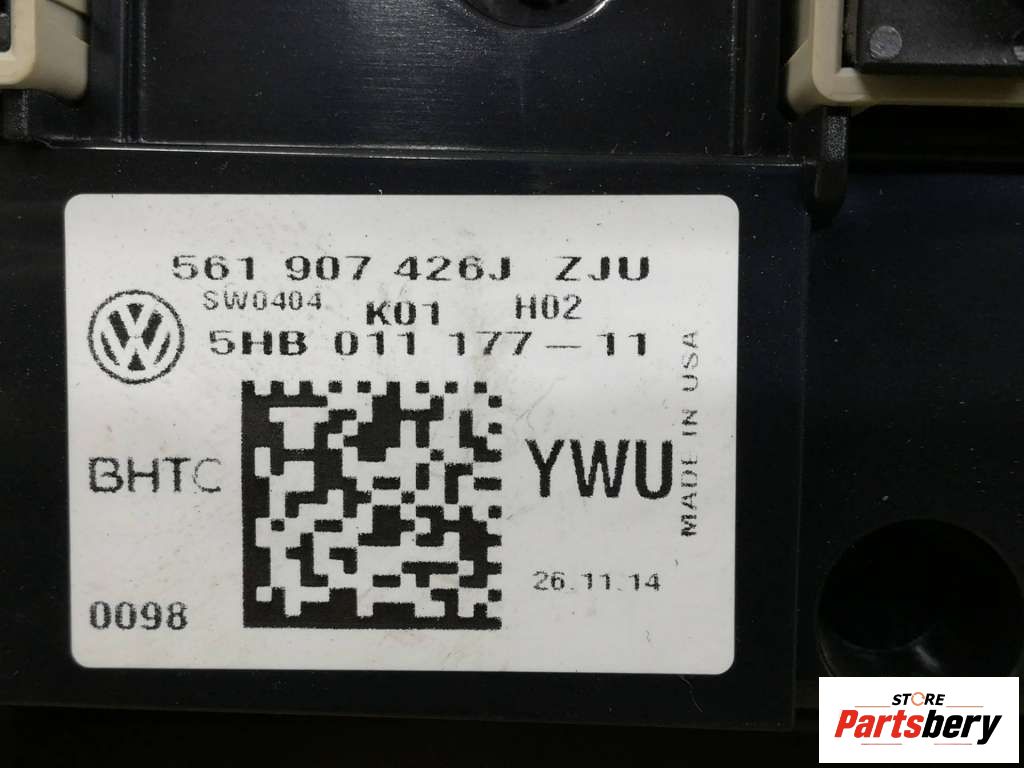 561 907 426J ZJU
SW0404 K01 H02
5HB 011 177-11
BHTC
YWU
MADE IN USA
26.11.14
0098
STORE
Partsbery